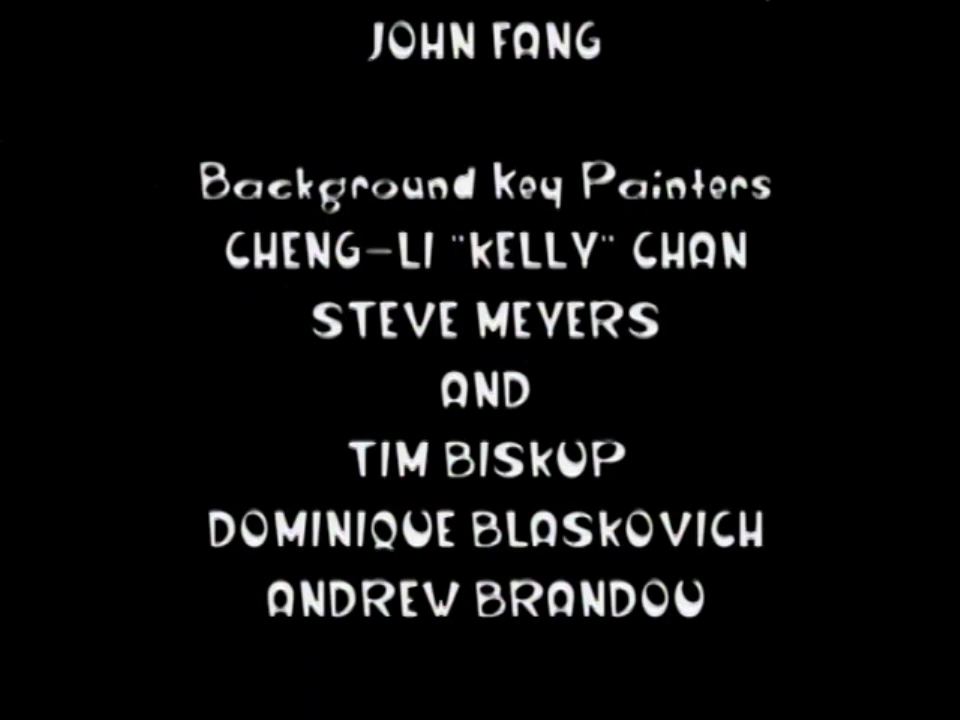 JOHN FANG
Background Key Painters
CHENG-LI "KELLY" CHAN
STEVE MEYERS
AND
TIM BISKUP
DOMINIQUE BLASKOVICH
ANDREW BRANDOU